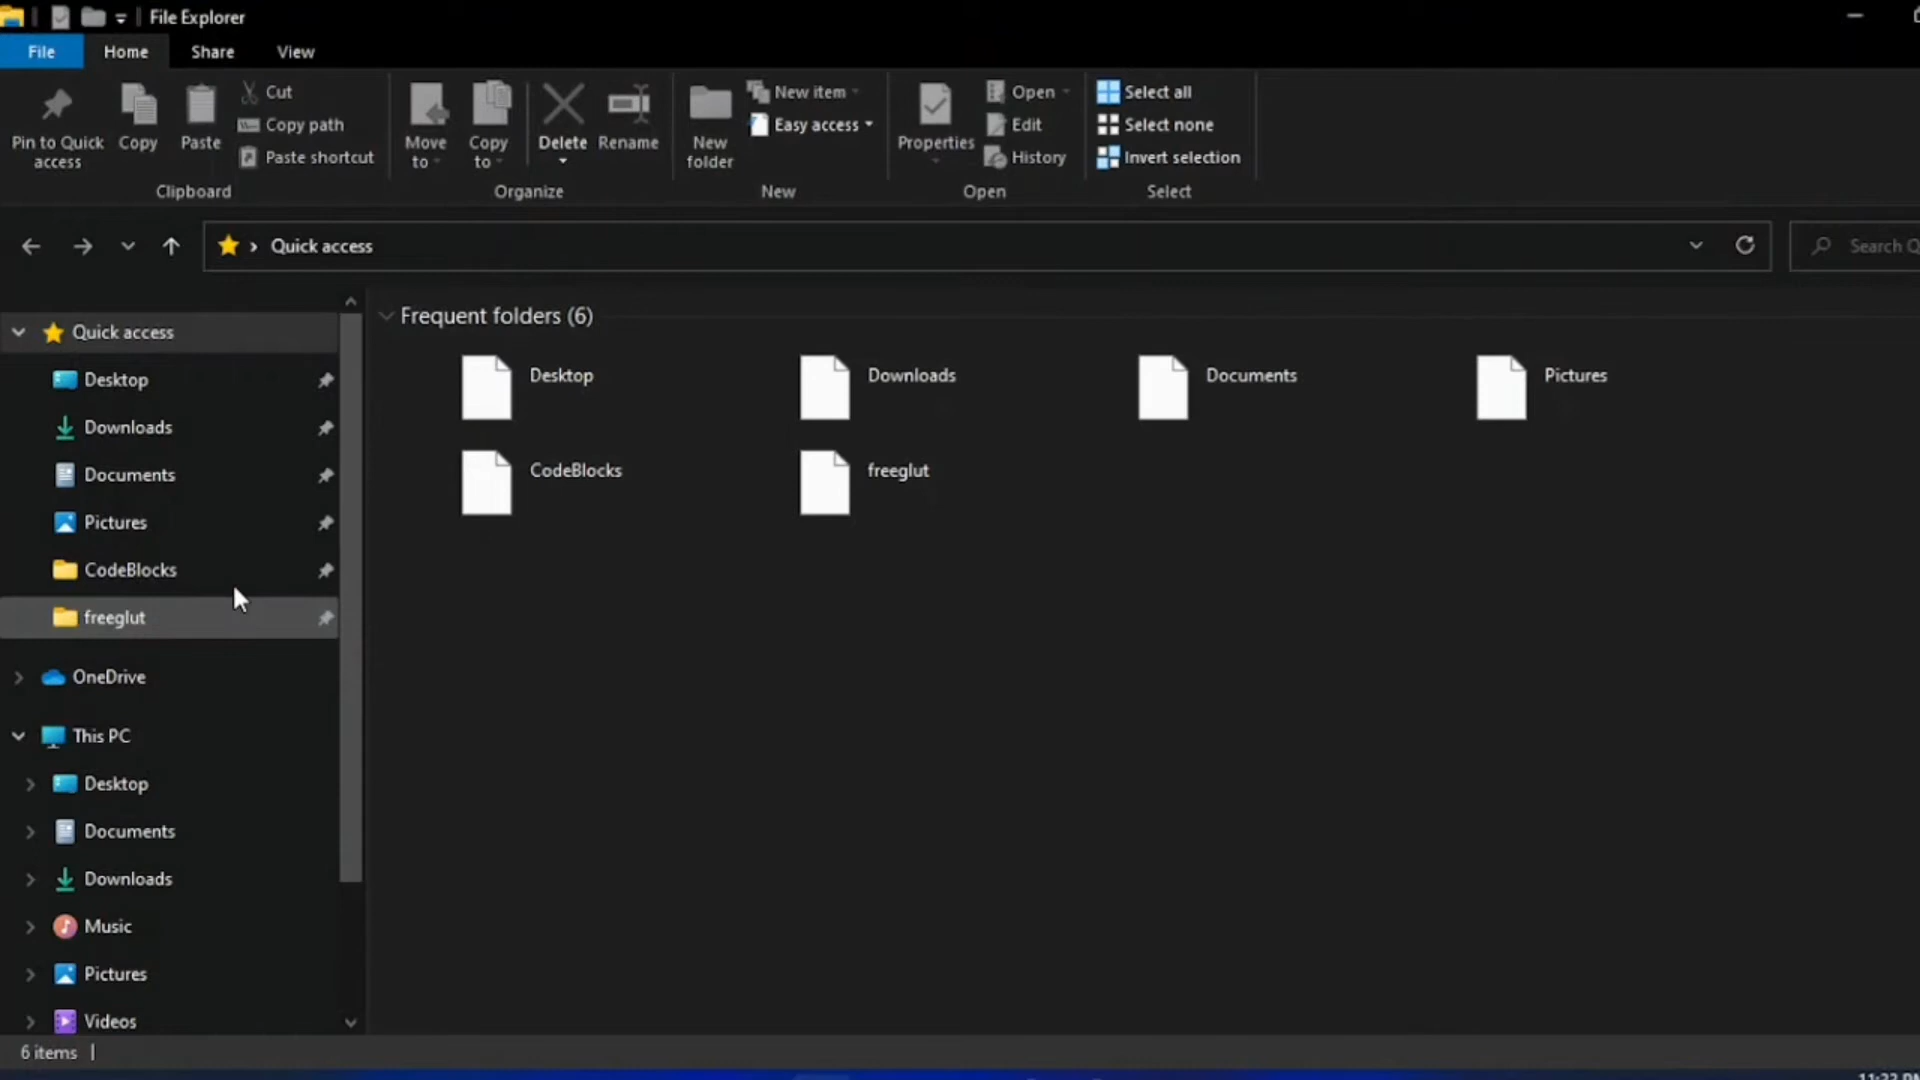 File Explorer
File Home Share View
Pin to Quick access
Copy
Paste
Cut
Copy path
Paste shortcut
Clipboard
Move to
Copy to
Delete
Rename
Organize
New folder
New item
Easy access
New
Properties
Open
Edit
History
Open
Select all
Select none
Invert selection
Select
Quick access
Search Q
Quick access
Desktop
Downloads
Documents
Pictures
CodeBlocks
freeglut
OneDrive
This PC
Desktop
Documents
Downloads
Music
Pictures
Videos
Frequent folders (6)
Desktop
Downloads
Documents
Pictures
CodeBlocks
freeglut
6 items